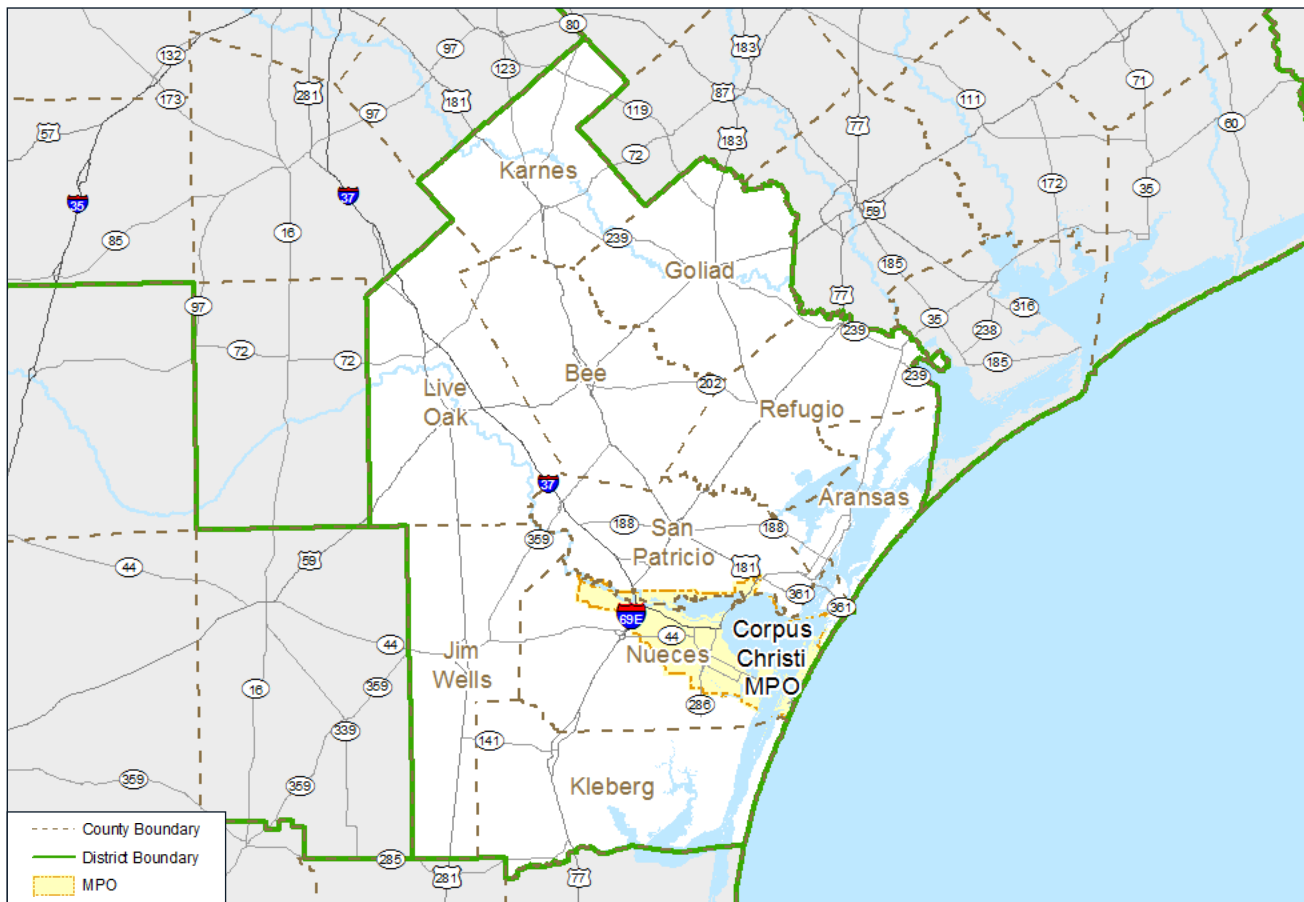 80
132
97
183
123
71
281
87
173
181
111
97
119
60
57
77
183
72
Karnes
172
35
35
37
59
16
239
85
Goliad
185
77
97
316
35
239
238
72
72
185
Bee
239
Live
Oak
202
Refugio
37
Aransas
188
San
Patricio
188
359
59
44
181
361
361
69E
Corpus
Christi
MPO
44
Nueces
44
Jim
Wells
16
359
286
339
141
359
359
Kleberg
County Boundary
District Boundary
MPO
285
281
77